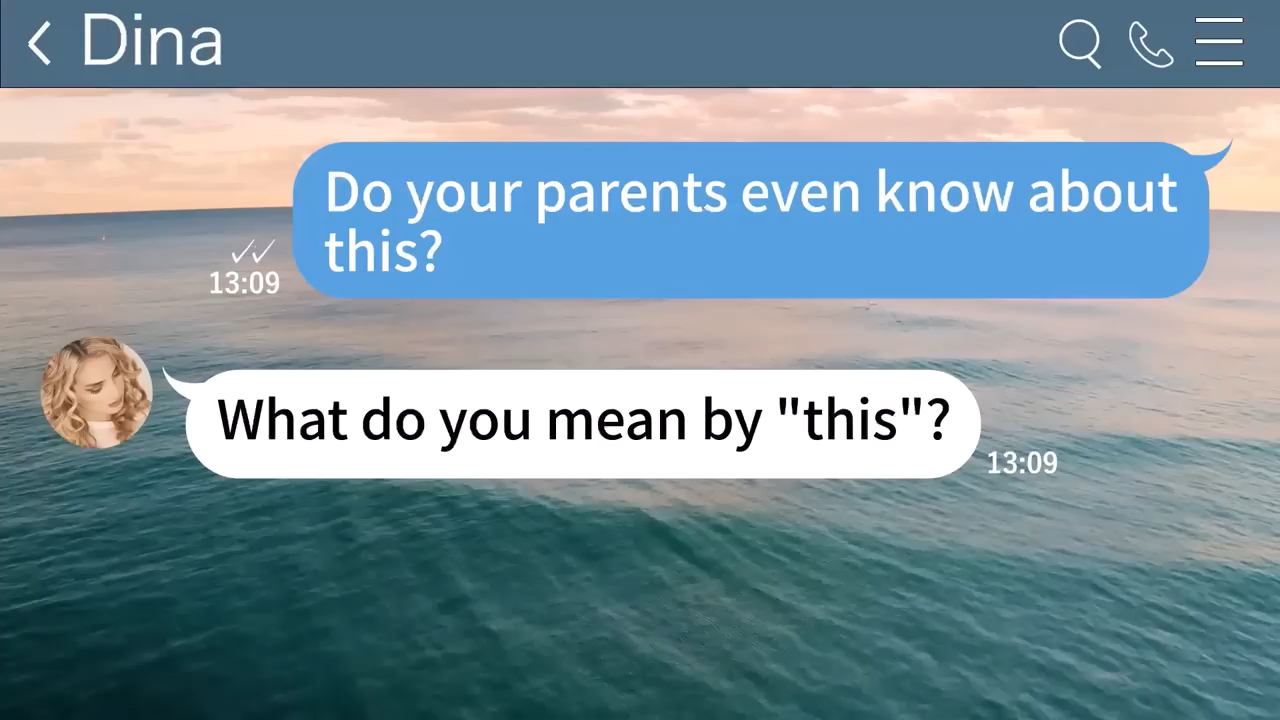 Dina
Do your parents even know about
this?
13:09
What do you mean by "this"?
13:09